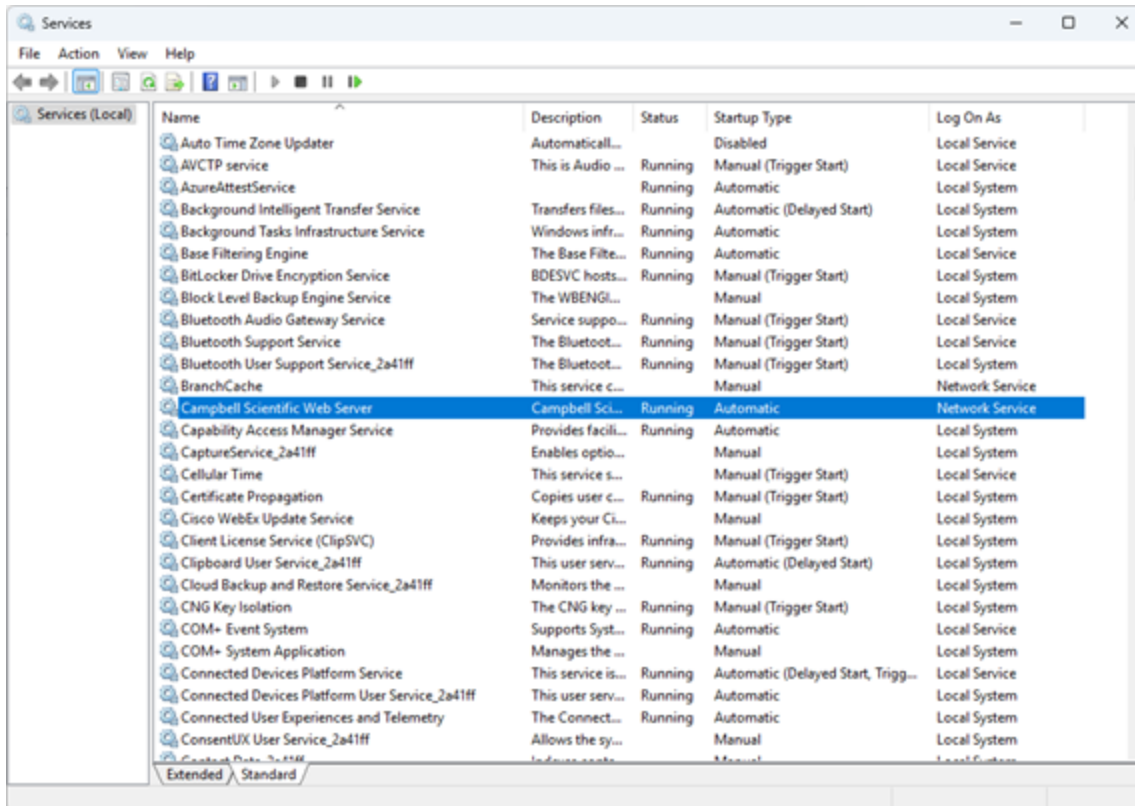 Services
File Action View Help
Services (Local)
Name Description Status Startup Type Log On As
Auto Time Zone Updater Automaticall... Disabled Local Service
AVCTP service This is Audio ... Running Manual (Trigger Start) Local Service
AzureAttestService Running Automatic Local System
Background Intelligent Transfer Service Transfers files... Running Automatic (Delayed Start) Local System
Background Tasks Infrastructure Service Windows infr... Running Automatic Local System
Base Filtering Engine The Base Filte... Running Automatic Local Service
BitLocker Drive Encryption Service BDESVC hosts... Running Manual (Trigger Start) Local System
Block Level Backup Engine Service The WBENGI... Manual Local System
Bluetooth Audio Gateway Service Service suppo... Running Manual (Trigger Start) Local Service
Bluetooth Support Service The Bluetoot... Running Manual (Trigger Start) Local Service
Bluetooth User Support Service_2a41ff The Bluetoot... Running Manual (Trigger Start) Local System
BranchCache This service c... Manual Network Service
Campbell Scientific Web Server Campbell Sci... Running Automatic Network Service
Capability Access Manager Service Provides facili... Running Automatic Local System
CaptureService_2a41ff Enables optio... Manual Local System
Cellular Time This service s... Manual (Trigger Start) Local Service
Certificate Propagation Copies user c... Running Manual (Trigger Start) Local System
Cisco WebEx Update Service Keeps your Ci... Manual Local System
Client License Service (ClipSVC) Provides infra... Running Manual (Trigger Start) Local System
Clipboard User Service_2a41ff This user serv... Running Automatic (Delayed Start) Local System
Cloud Backup and Restore Service_2a41ff Monitors the ... Manual Local System
CNG Key Isolation The CNG key ... Running Manual (Trigger Start) Local System
COM+ Event System Supports Syst... Running Automatic Local Service
COM+ System Application Manages the ... Manual Local System
Connected Devices Platform Service This service is... Running Automatic (Delayed Start, Trigg... Local Service
Connected Devices Platform User Service_2a41ff This user serv... Running Automatic Local System
Connected User Experiences and Telemetry The Connect... Running Automatic Local System
ConsentUX User Service_2a41ff Allows the sy... Manual Local System
Extended Standard